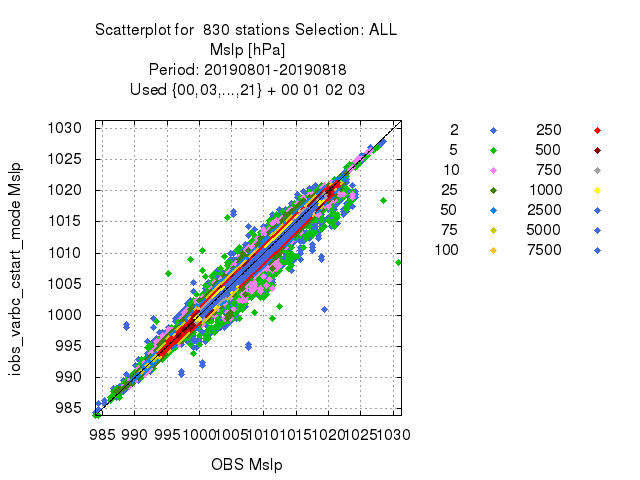 Scatterplot for 830 stations Selection: ALL
Mslp [hPa]
Period: 20190801-20190818
Used {00,03,...,21} + 00 01 02 03
1030
1025
1020
1015
1010
1005
1000
995
990
985
iobs_varbc_cstart_mode Mslp
985 990 995 1000 1005 1010 1015 1020 1025 1030
OBS Mslp
2 250
5 500
10 750
25 1000
50 2500
75 5000
100 7500